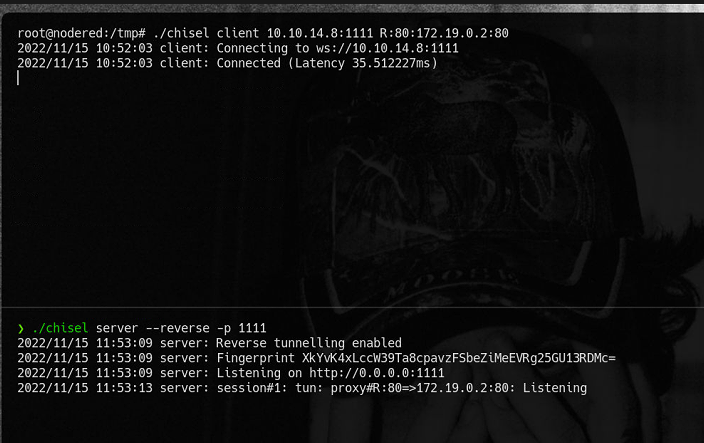 root@nodered:/tmp# ./chisel client 10.10.14.8:1111 R:80:172.19.0.2:80
2022/11/15 10:52:03 client: Connecting to ws://10.10.14.8:1111
2022/11/15 10:52:03 client: Connected (Latency 35.512227ms)
❯ ./chisel server --reverse -p 1111
2022/11/15 11:53:09 server: Reverse tunnelling enabled
2022/11/15 11:53:09 server: Fingerprint XkYvK4xLccW39Ta8cpavzFSbeZiMeEVRg25GU13RDMc=
2022/11/15 11:53:09 server: Listening on http://0.0.0.0:1111
2022/11/15 11:53:13 server: session#1: tun: proxy#R:80=>172.19.0.2:80: Listening